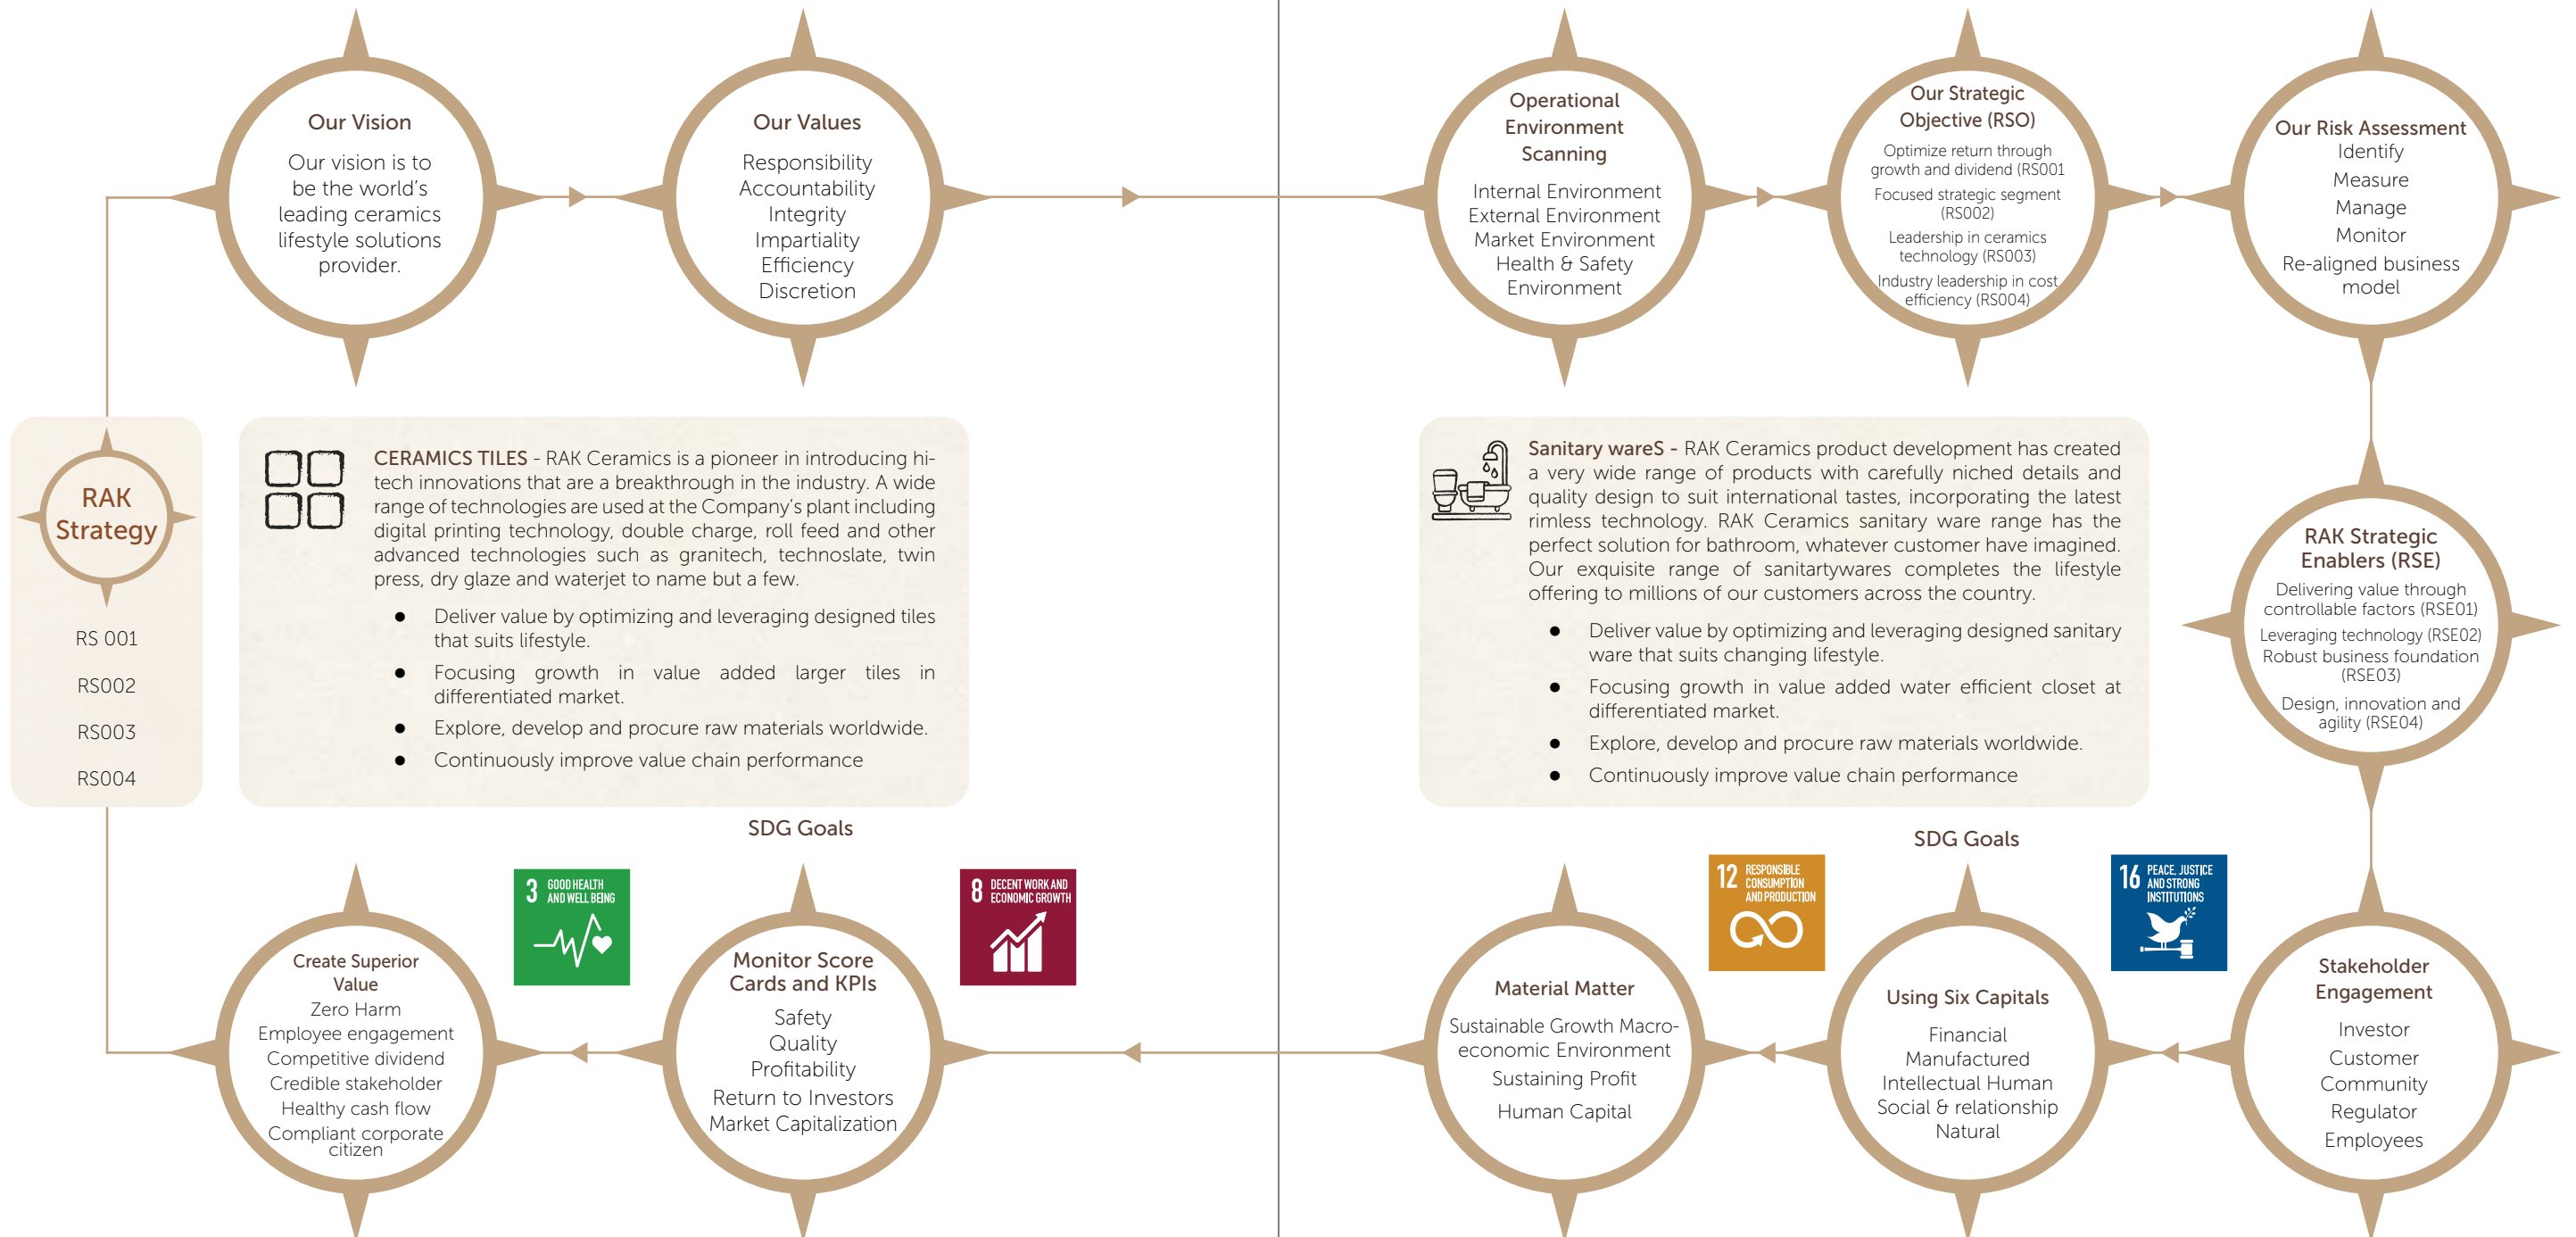 Our Vision
Our vision is to
be the world's
leading ceramics
lifestyle solutions
provider.
Our Values
Responsibility
Accountability
Integrity
Impartiality
Efficiency
Discretion
Operational
Environment
Scanning
Internal Environment
External Environment
Market Environment
Health & Safety
Environment
Our Strategic
Objective (RSO)
Optimize return through
growth and dividend (RS001
Focused strategic segment
(RS002)
Leadership in ceramics
technology (RS003)
Industry leadership in cost
efficiency (RS004)
Our Risk Assessment
Identify
Measure
Manage
Monitor
Re-aligned business
model
RAK
Strategy
RS 001
RS002
RS003
RS004
CERAMICS TILES - RAK Ceramics is a pioneer in introducing hi-
tech innovations that are a breakthrough in the industry. A wide
range of technologies are used at the Company's plant including
digital printing technology, double charge, roll feed and other
advanced technologies such as granitech, technoslate, twin
press, dry glaze and waterjet to name but a few.
● Deliver value by optimizing and leveraging designed tiles
that suits lifestyle.
● Focusing growth in value added larger tiles in
differentiated market.
● Explore, develop and procure raw materials worldwide.
● Continuously improve value chain performance
Sanitary wareS - RAK Ceramics product development has created
a very wide range of products with carefully niched details and
quality design to suit international tastes, incorporating the latest
rimless technology. RAK Ceramics sanitary ware range has the
perfect solution for bathroom, whatever customer have imagined.
Our exquisite range of sanitartywares completes the lifestyle
offering to millions of our customers across the country.
● Deliver value by optimizing and leveraging designed sanitary
ware that suits changing lifestyle.
● Focusing growth in value added water efficient closet at
differentiated market.
● Explore, develop and procure raw materials worldwide.
● Continuously improve value chain performance
RAK Strategic
Enablers (RSE)
Delivering value through
controllable factors (RSE01)
Leveraging technology (RSE02)
Robust business foundation
(RSE03)
Design, innovation and
agility (RSE04)
SDG Goals
3 GOOD HEALTH
AND WELL BEING
8 DECENT WORK AND
ECONOMIC GROWTH
SDG Goals
12 RESPONSIBLE
CONSUMPTION
AND PRODUCTION
16 PEACE, JUSTICE
AND STRONG
INSTITUTIONS
Create Superior
Value
Zero Harm
Employee engagement
Competitive dividend
Credible stakeholder
Healthy cash flow
Compliant corporate
citizen
Monitor Score
Cards and KPIs
Safety
Quality
Profitability
Return to Investors
Market Capitalization
Material Matter
Sustainable Growth Macro-
economic Environment
Sustaining Profit
Human Capital
Using Six Capitals
Financial
Manufactured
Intellectual Human
Social & relationship
Natural
Stakeholder
Engagement
Investor
Customer
Community
Regulator
Employees